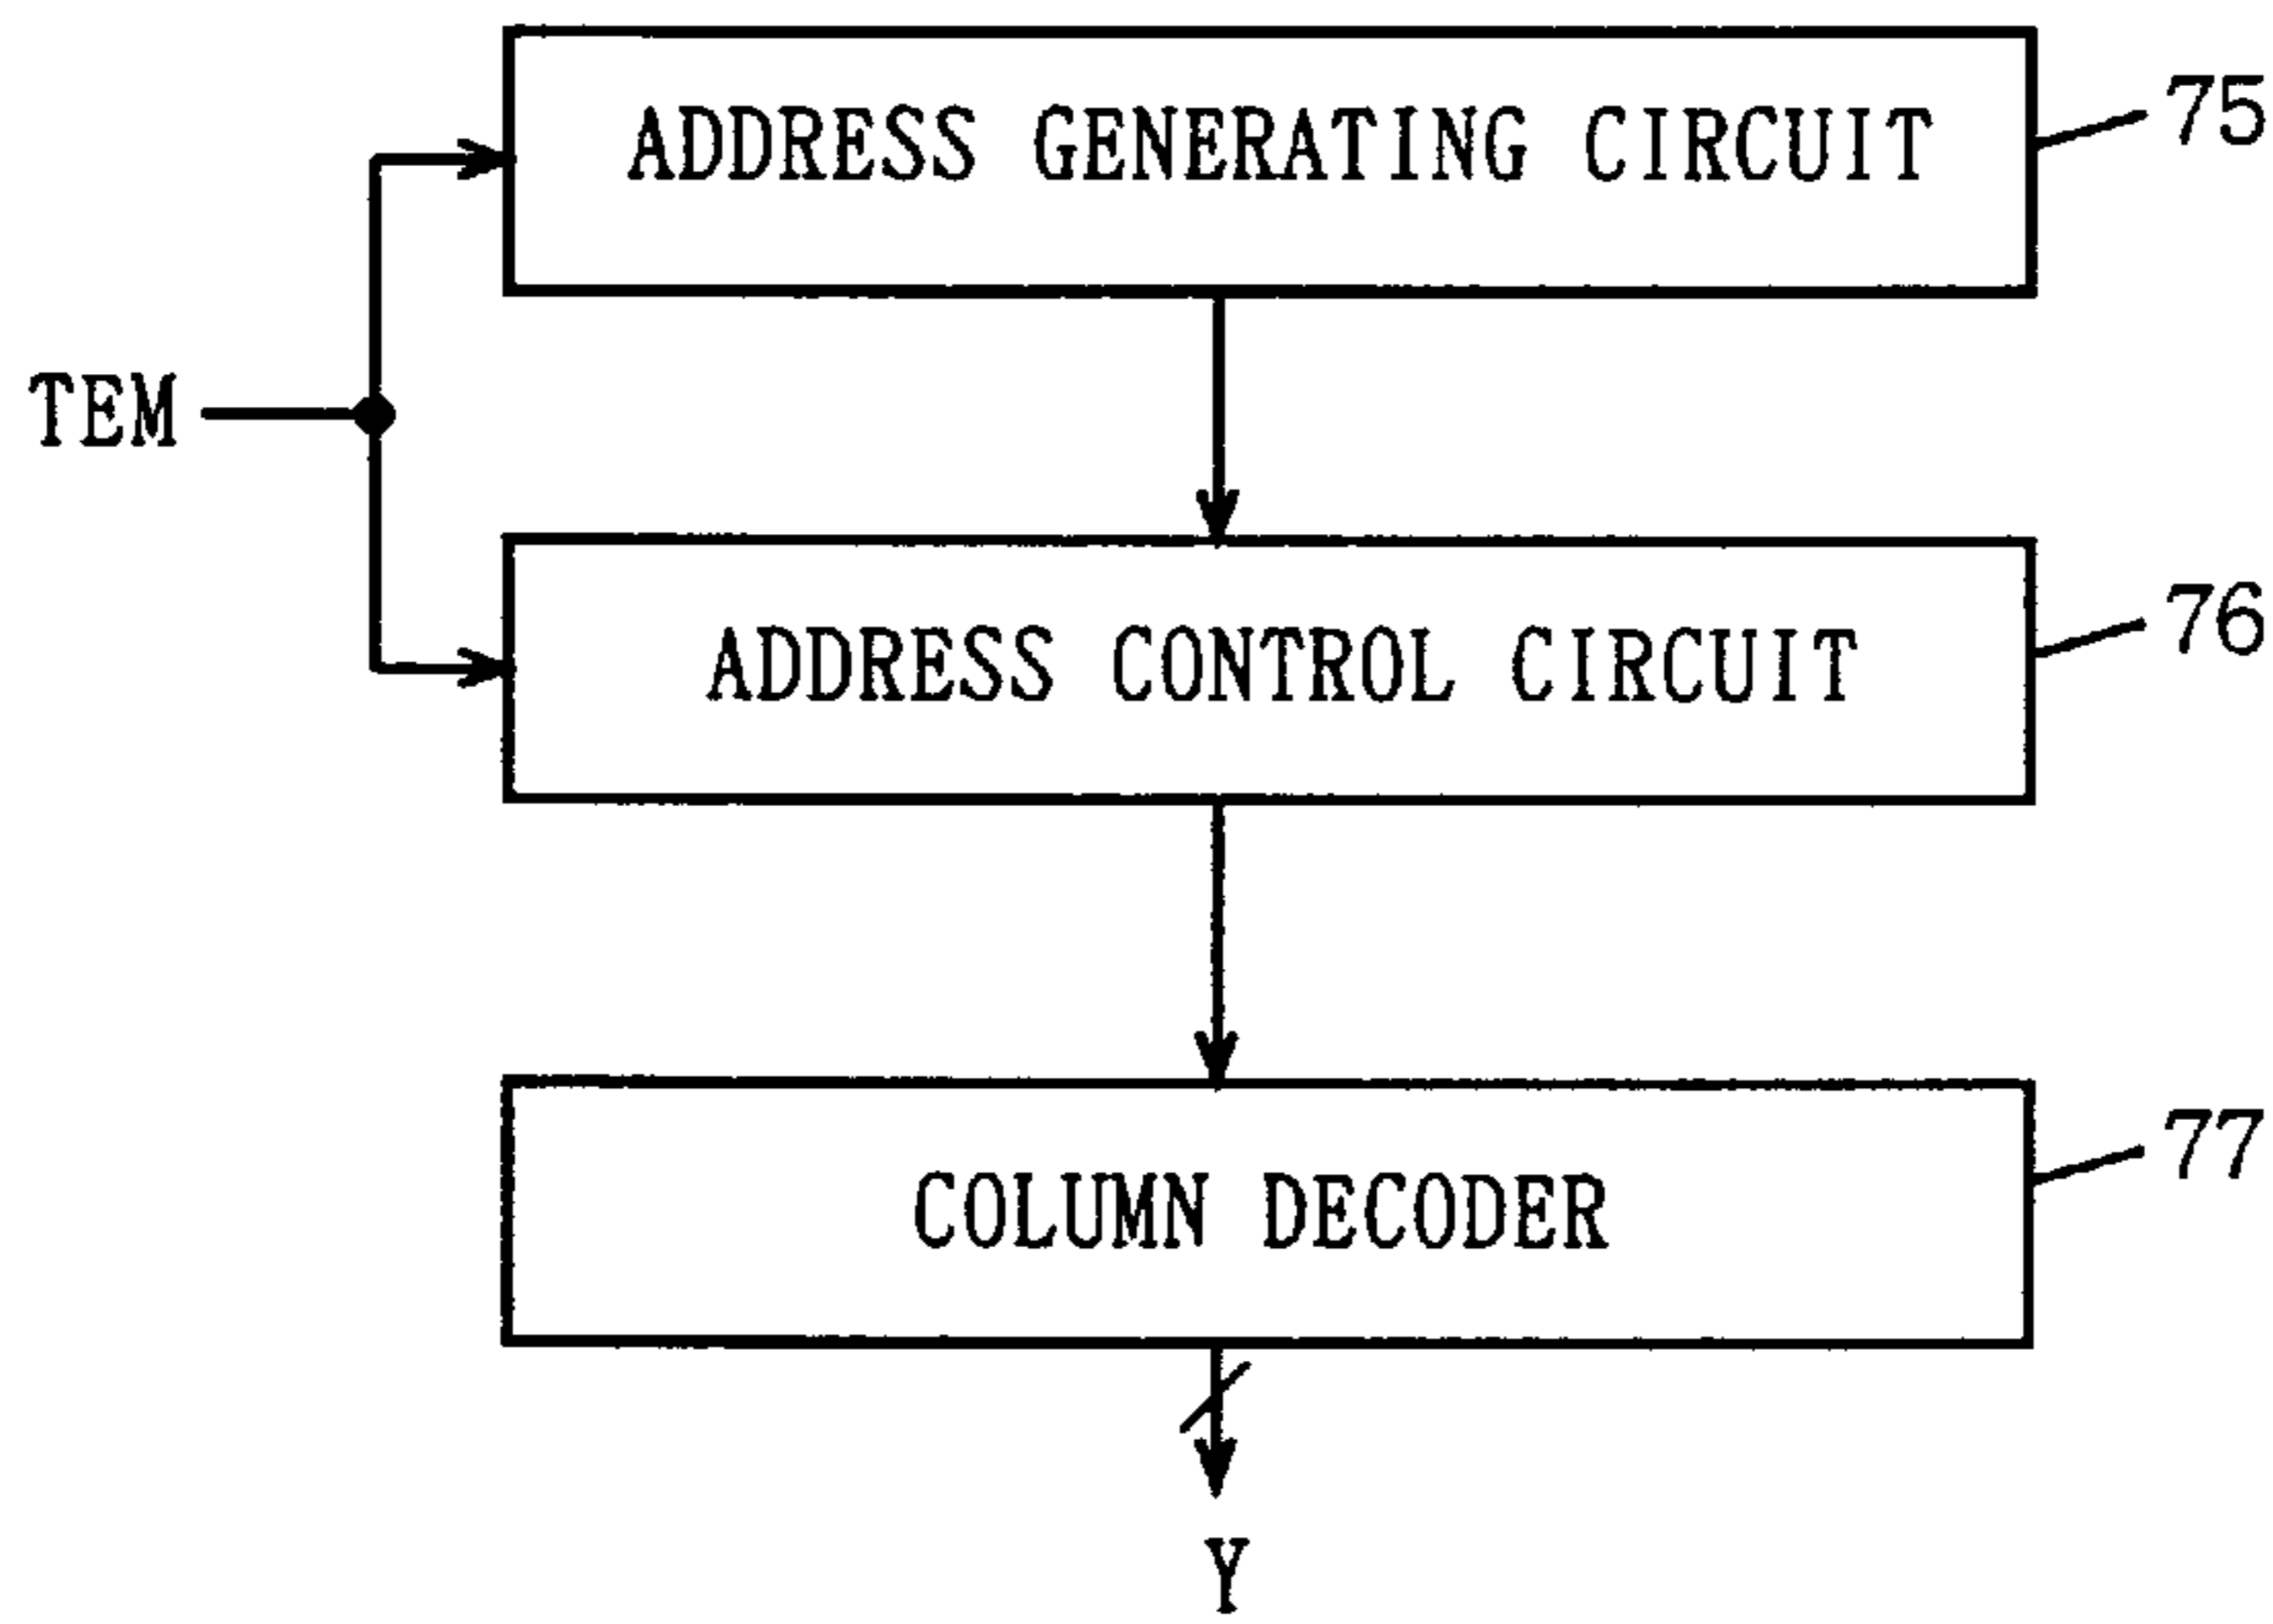 ADDRESS GENERATING CIRCUIT
75
TEM
ADDRESS CONTROL CIRCUIT
76
COLUMN DECODER
77
Y